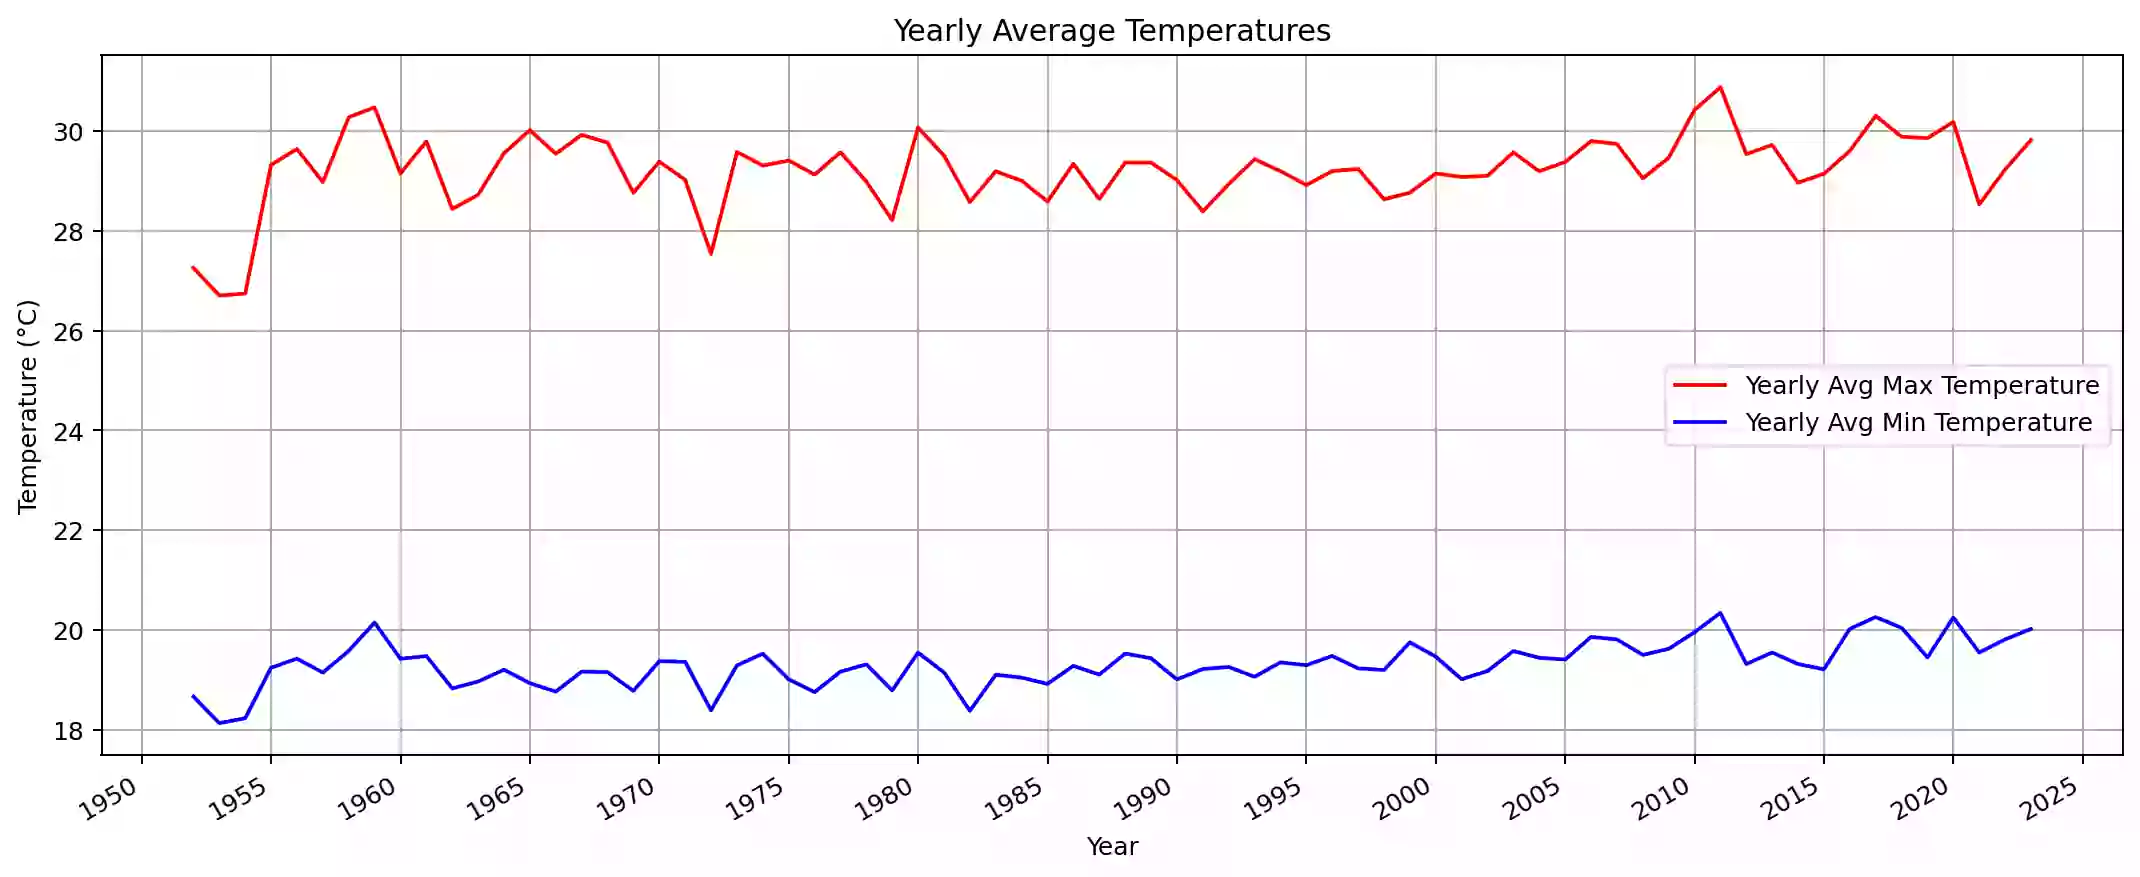 Yearly Average Temperatures
30
28
26
24
22
20
18
Temperature (°C)
Yearly Avg Max Temperature
Yearly Avg Min Temperature
1950 1955 1960 1965 1970 1975 1980 1985 1990 1995 2000 2005 2010 2015 2020 2025
Year